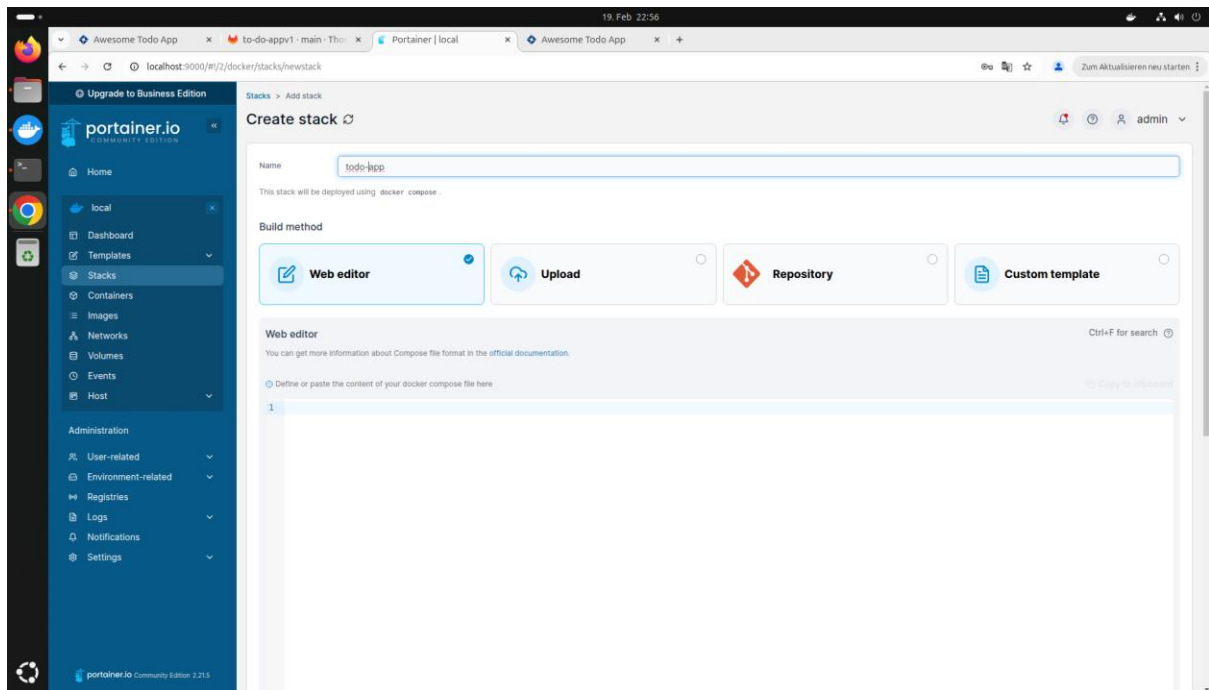 19. Feb 22:56
Awesome Todo App
to-do-appv1 · main · Tho
Portainer | local
Awesome Todo App
localhost:9000/#!/2/docker/stacks/newstack
Zum Aktualisieren neu starten
Upgrade to Business Edition
portainer.io
COMMUNITY EDITION
Home
local
Dashboard
Templates
Stacks
Containers
Images
Networks
Volumes
Events
Host
Administration
User-related
Environment-related
Registries
Logs
Notifications
Settings
portainer.io Community Edition 2.21.5
Stacks > Add stack
Create stack
admin
Name
todo-app
This stack will be deployed using docker compose.
Build method
Web editor
Upload
Repository
Custom template
Web editor
Ctrl+F for search
You can get more information about Compose file format in the official documentation.
Define or paste the content of your docker compose file here
Copy to clipboard
1